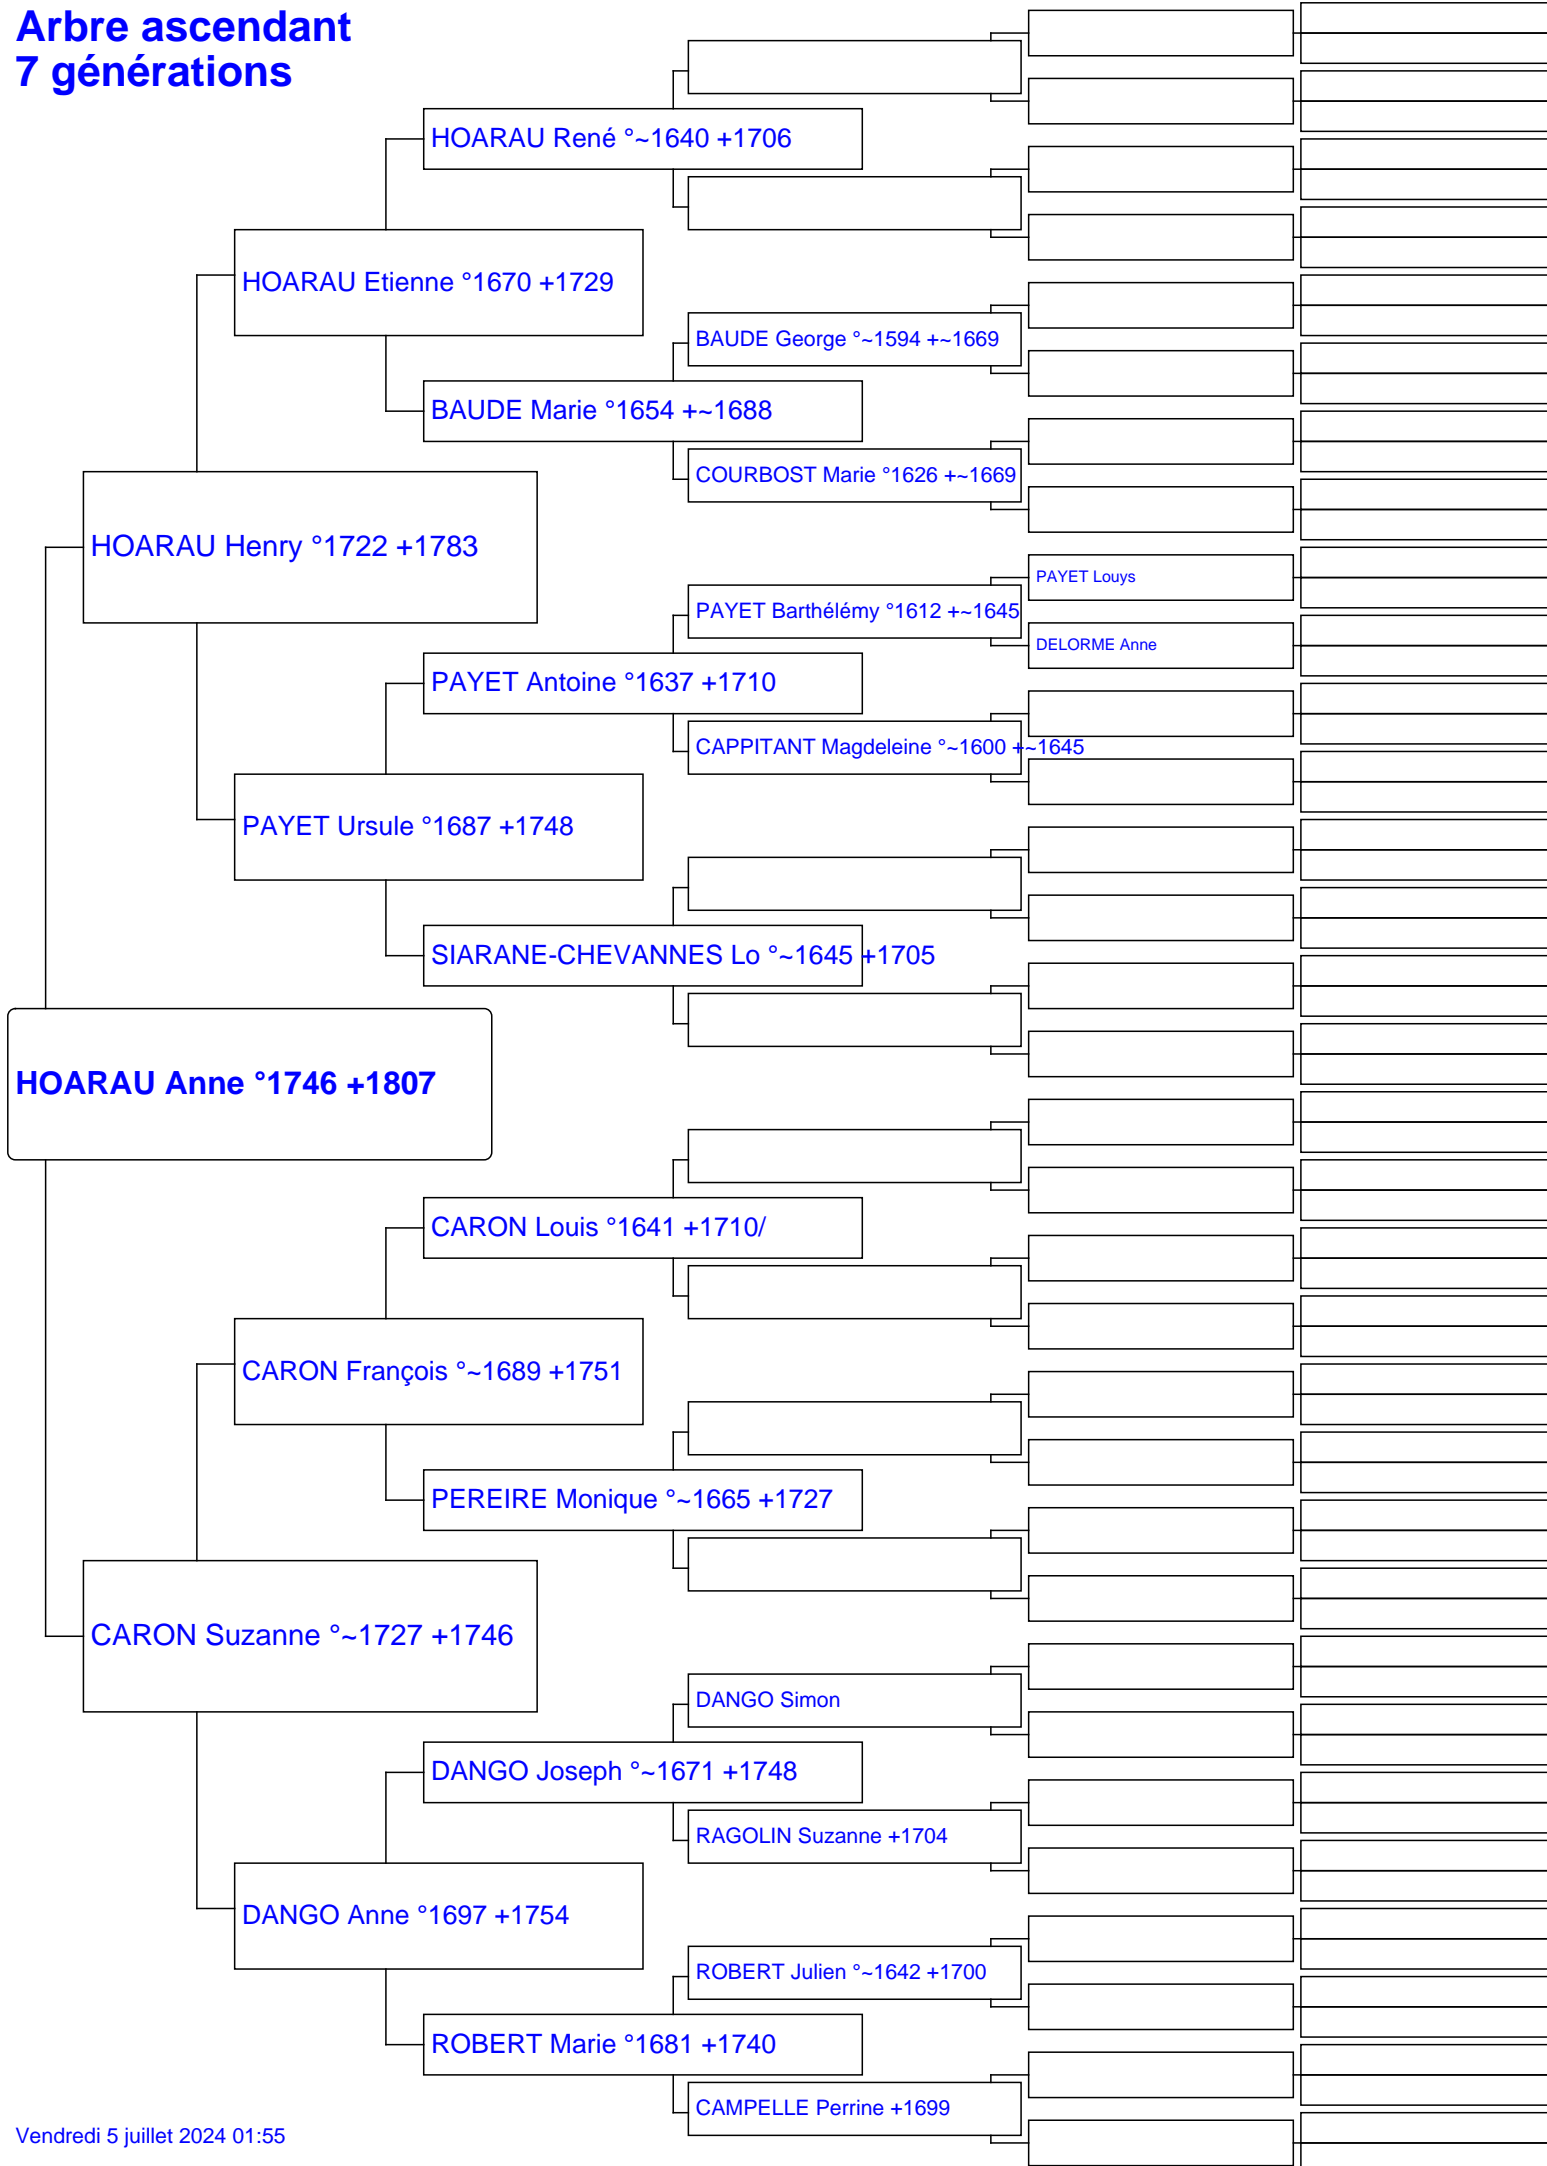 Arbre ascendant
7 générations
HOARAU René °~1640 +1706
HOARAU Etienne °1670 +1729
BAUDE George °~1594 +~1669
BAUDE Marie °1654 +~1688
COURBOST Marie °1626 +~1669
HOARAU Henry °1722 +1783
PAYET Louys
PAYET Barthélémy °1612 +~1645
DELORME Anne
PAYET Antoine °1637 +1710
CAPPITANT Magdeleine °~1600 +~1645
PAYET Ursule °1687 +1748
SIARANE-CHEVANNES Lo °~1645 +1705
HOARAU Anne °1746 +1807
CARON Louis °1641 +1710/
CARON François °~1689 +1751
PEREIRE Monique °~1665 +1727
CARON Suzanne °~1727 +1746
DANGO Simon
DANGO Joseph °~1671 +1748
RAGOLIN Suzanne +1704
DANGO Anne °1697 +1754
ROBERT Julien °~1642 +1700
ROBERT Marie °1681 +1740
CAMPELLE Perrine +1699
Vendredi 5 juillet 2024 01:55